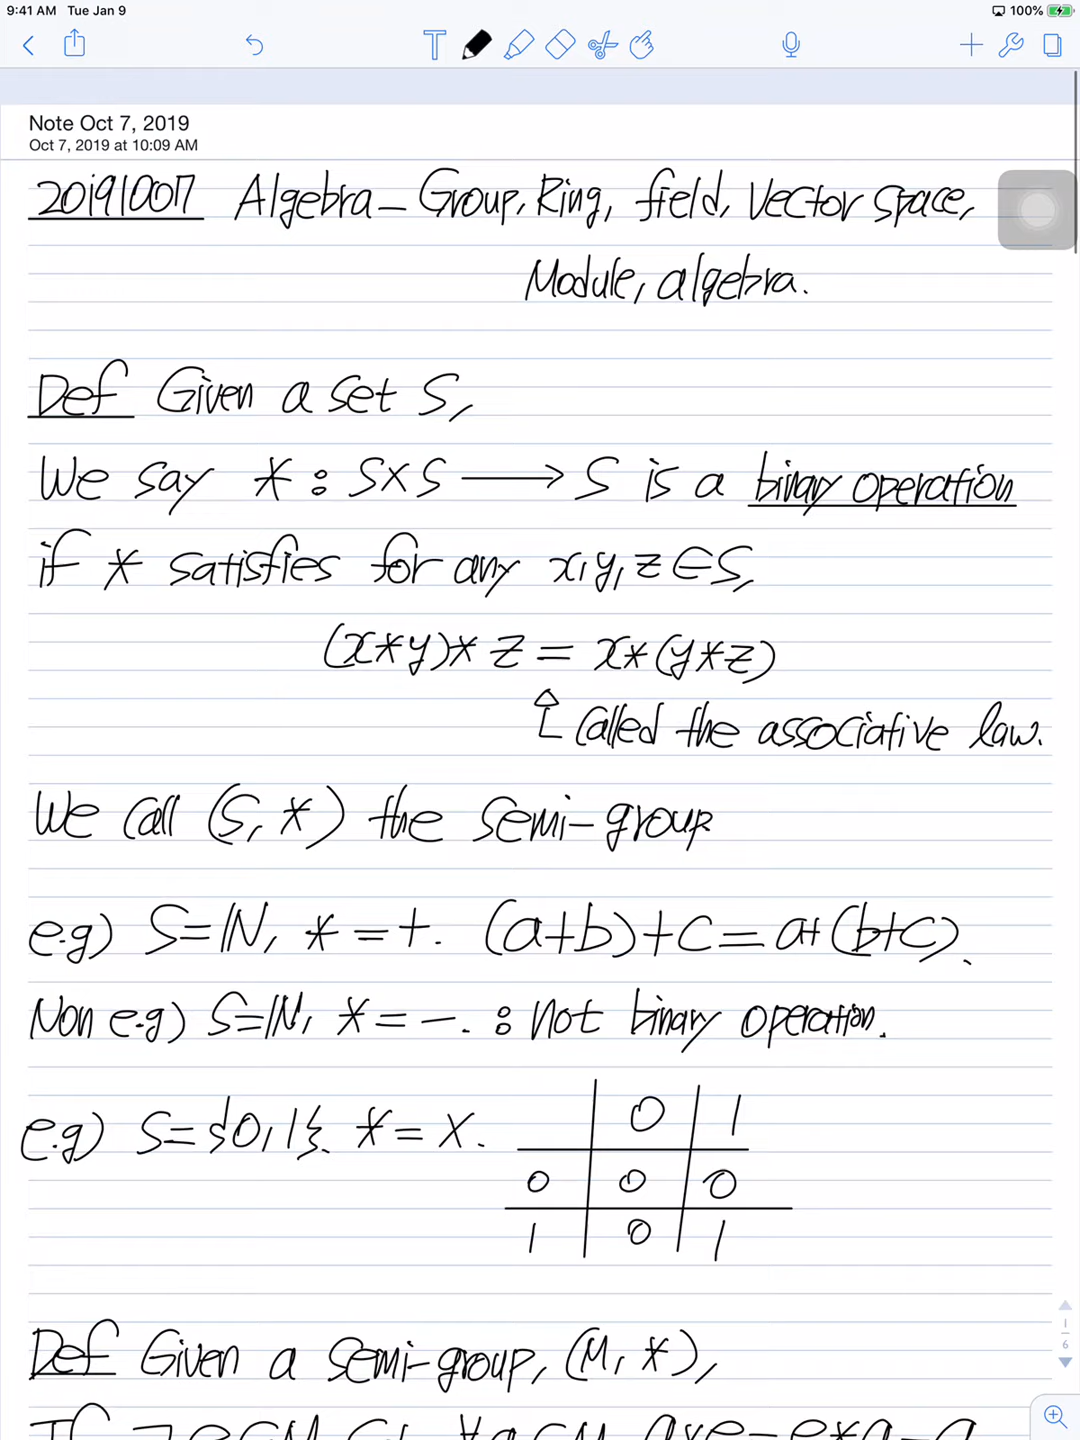 9:41 AM Tue Jan 9
100%
Note Oct 7, 2019
Oct 7, 2019 at 10:09 AM
20191007 Algebra - Group, Ring, field, Vector space,
Module, algebra.
Def Given a set S,
We say * : S×S ⟶ S is a binary operation
if * satisfies for any x, y, z ∈ S,
(x*y)* z = x*(y*z)
called the associative law.
We call (S, *) the semi-group
e.g) S=ℕ, * = +. (a+b)+c = a+(b+c).
Non e.g) S=ℕ, * = −. : not binary operation.
e.g) S={0,1}. * = ×.
0 1
0 0 0
1 0 1
Def Given a semi-group, (M, *),
If ∃e∈M s.t ∀a∈M a*e=e*a=a
1
6